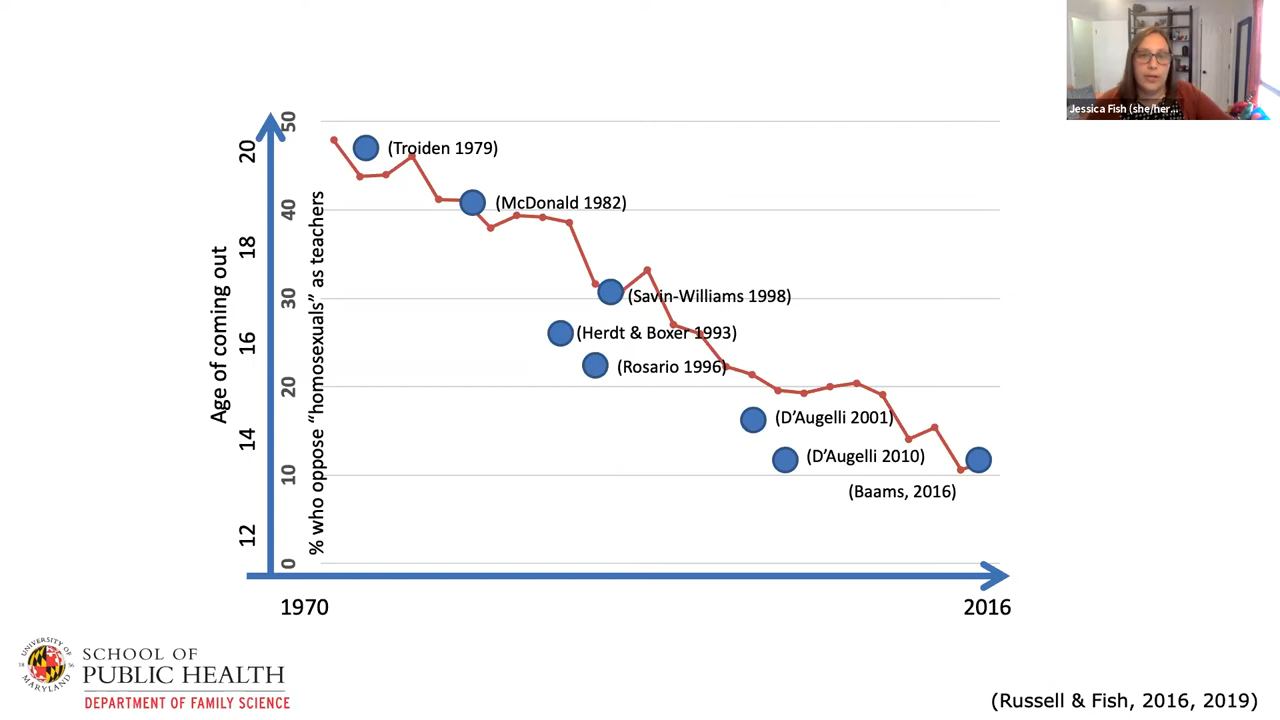 Jessica Fish (she/her...
50
40
30
20
10
0
20
18
16
14
12
Age of coming out
% who oppose “homosexuals” as teachers
(Troiden 1979)
(McDonald 1982)
(Savin-Williams 1998)
(Herdt & Boxer 1993)
(Rosario 1996)
(D’Augelli 2001)
(D’Augelli 2010)
(Baams, 2016)
1970
2016
UNIVERSITY OF
18 56
MARYLAND
SCHOOL OF
PUBLIC HEALTH
DEPARTMENT OF FAMILY SCIENCE
(Russell & Fish, 2016, 2019)